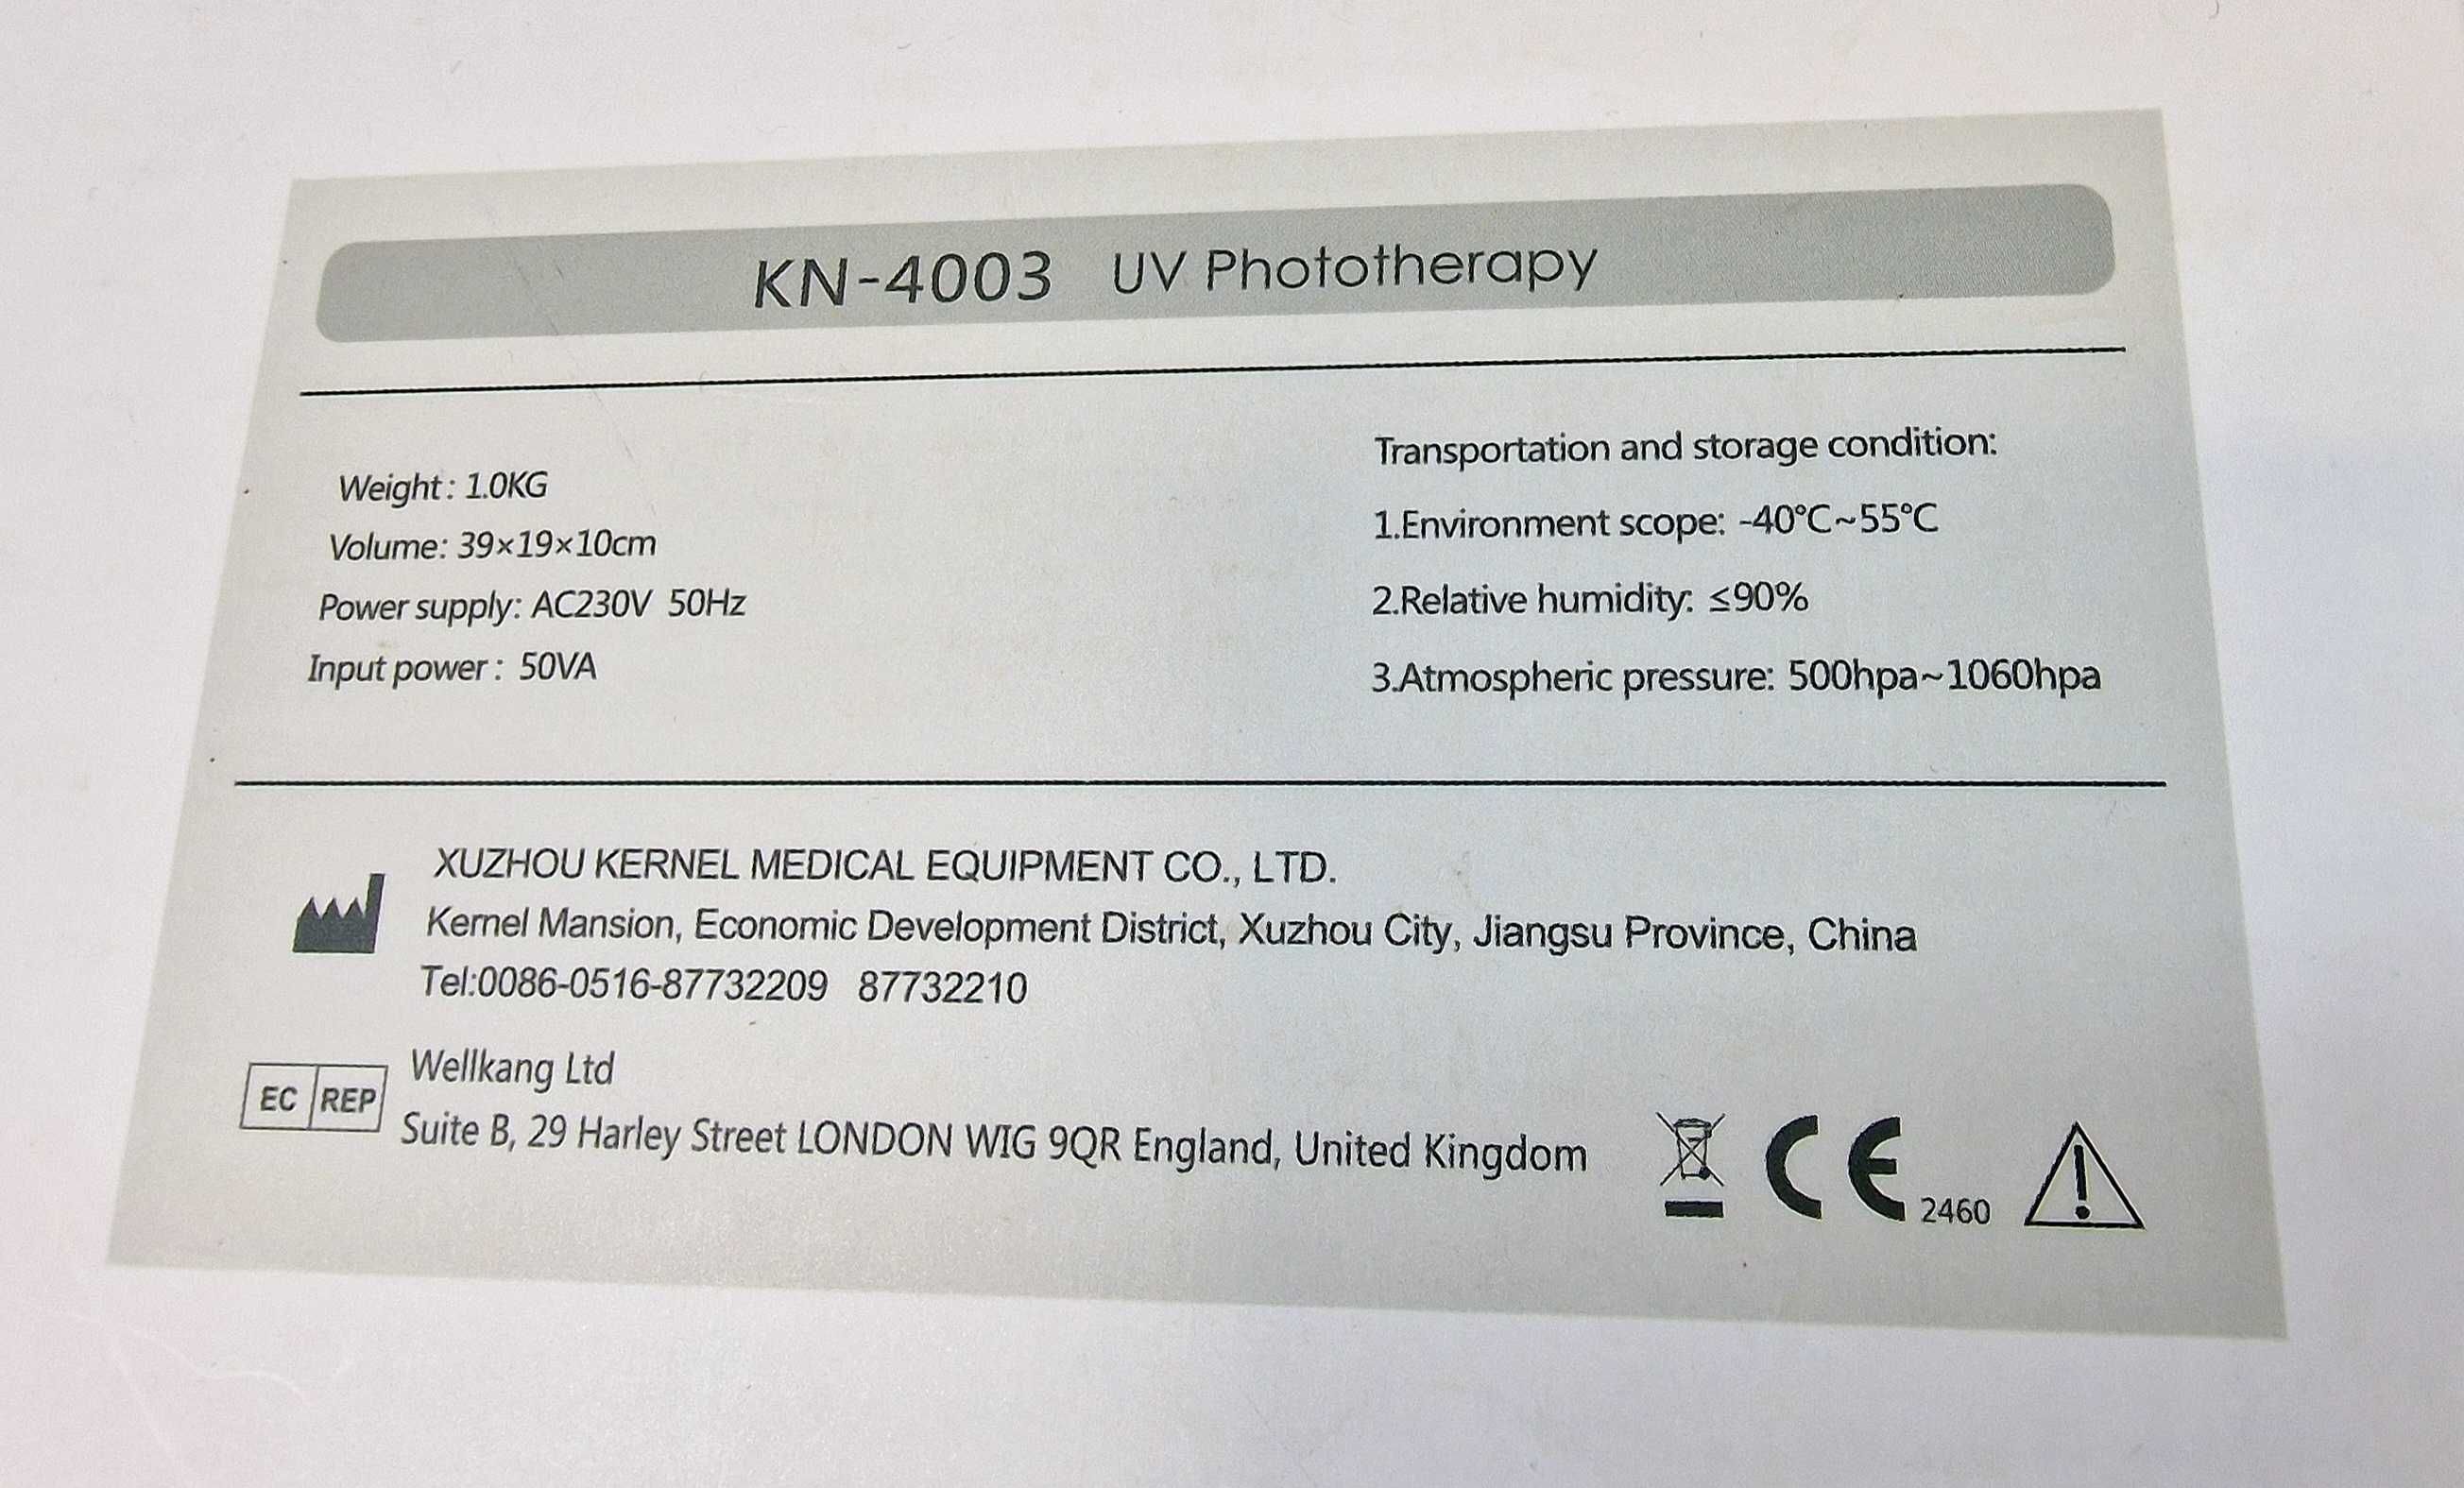 KN-4003 UV Phototherapy
Weight: 1.0KG
Volume: 39×19×10cm
Power supply: AC230V 50Hz
Input power: 50VA
Transportation and storage condition:
1.Environment scope: -40℃~55℃
2.Relative humidity: ≤90%
3.Atmospheric pressure: 500hpa~1060hpa
XUZHOU KERNEL MEDICAL EQUIPMENT CO., LTD.
Kernel Mansion, Economic Development District, Xuzhou City, Jiangsu Province, China
Tel:0086-0516-87732209 87732210
EC REP
Wellkang Ltd
Suite B, 29 Harley Street LONDON WIG 9QR England, United Kingdom
CE 2460